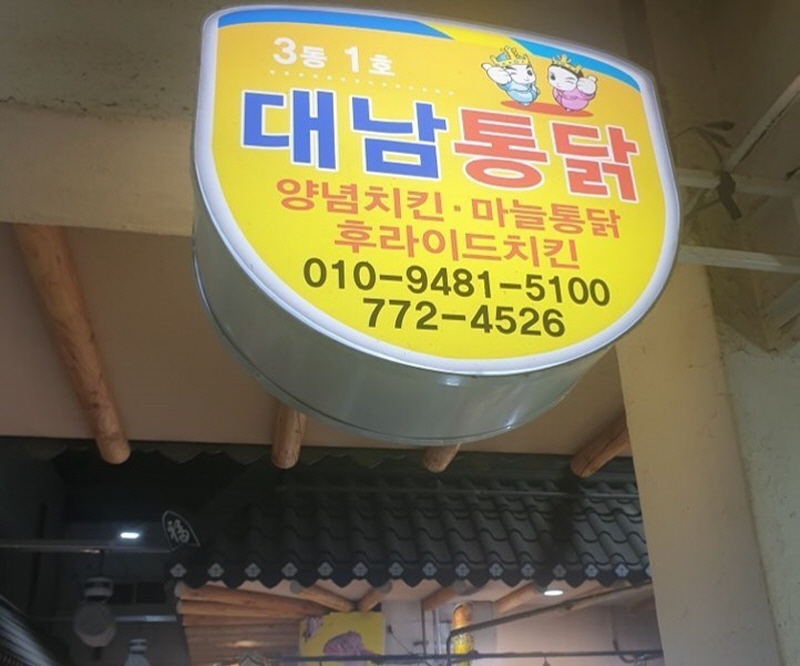 3동 1호
대남통닭
양념치킨·마늘통닭
후라이드치킨
010-9481-5100
772-4526
福